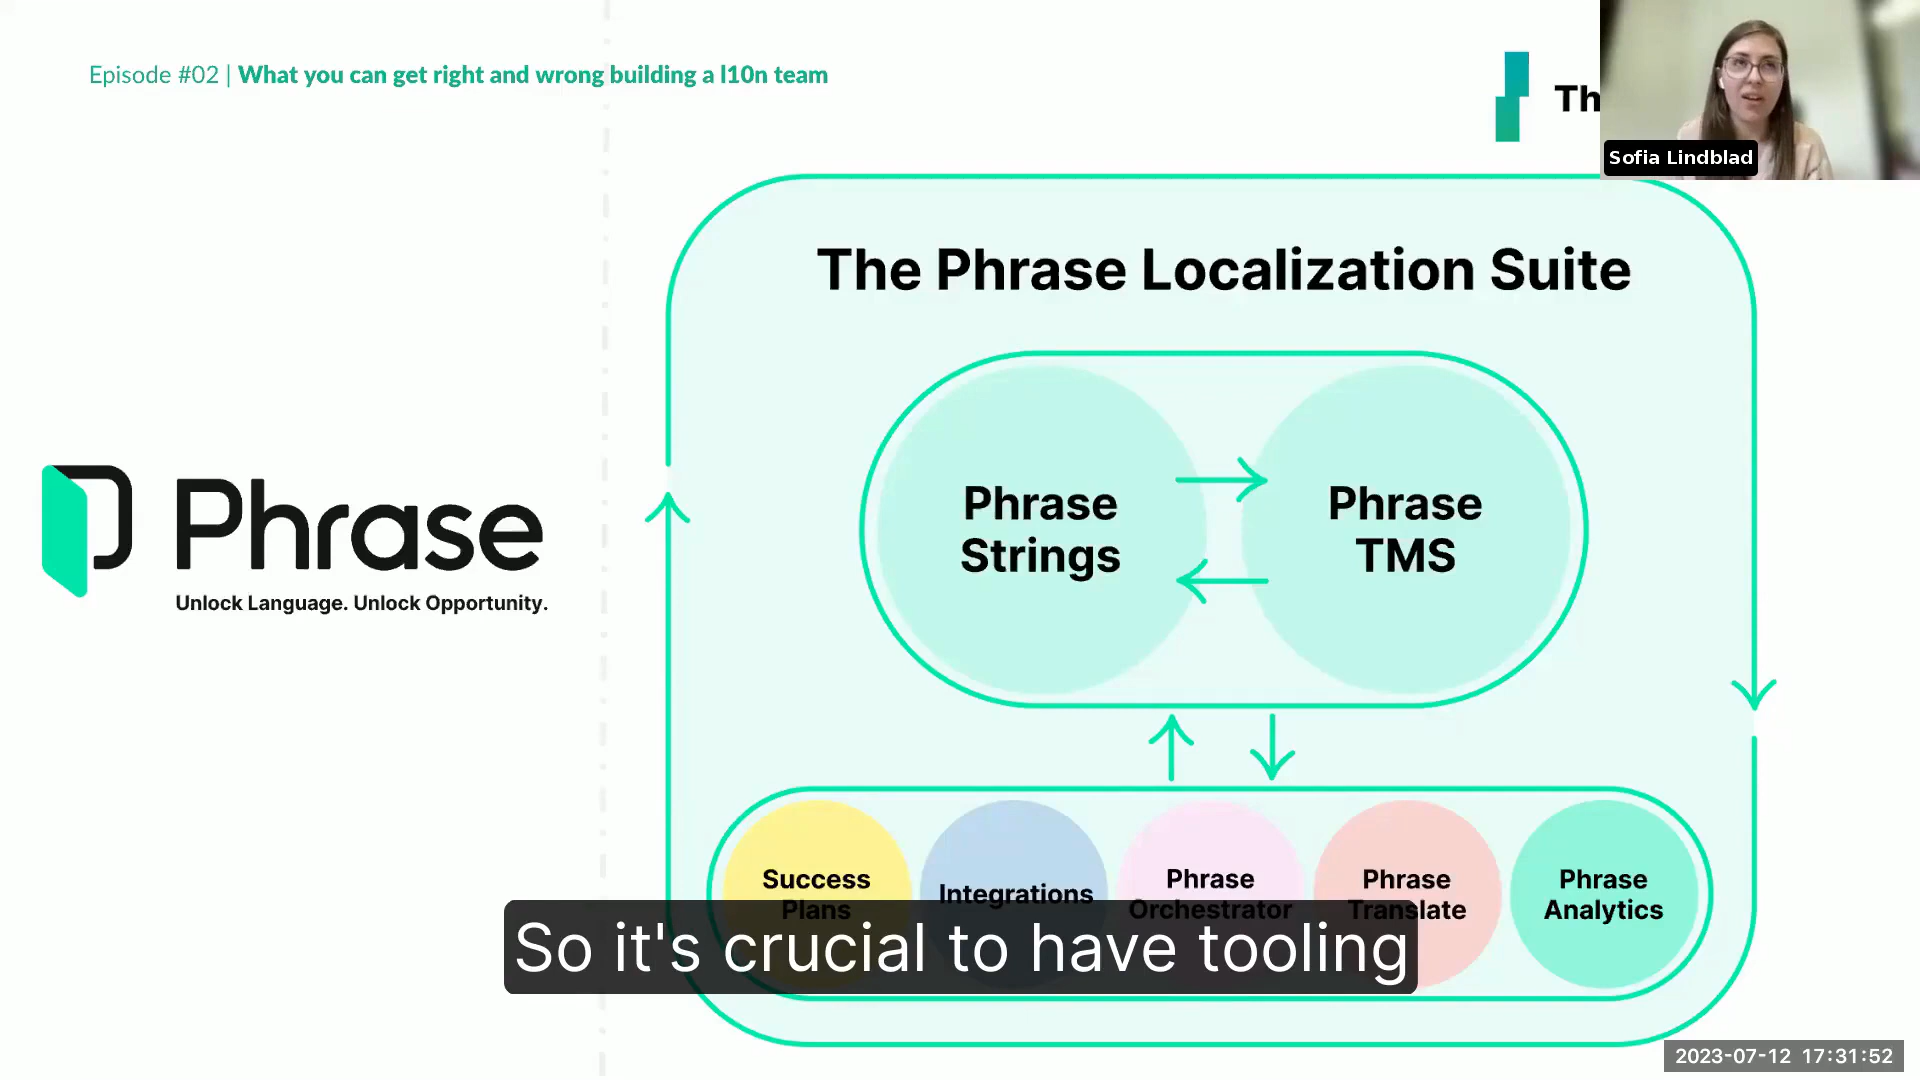 Episode #02 | What you can get right and wrong building a l10n team
Th
Sofia Lindblad
The Phrase Localization Suite
Phrase
Strings
Phrase
TMS
Phrase
Unlock Language. Unlock Opportunity.
Success
Plans
Integrations
Phrase
Orchestrator
Phrase
Translate
Phrase
Analytics
So it's crucial to have tooling
2023-07-12 17:31:52